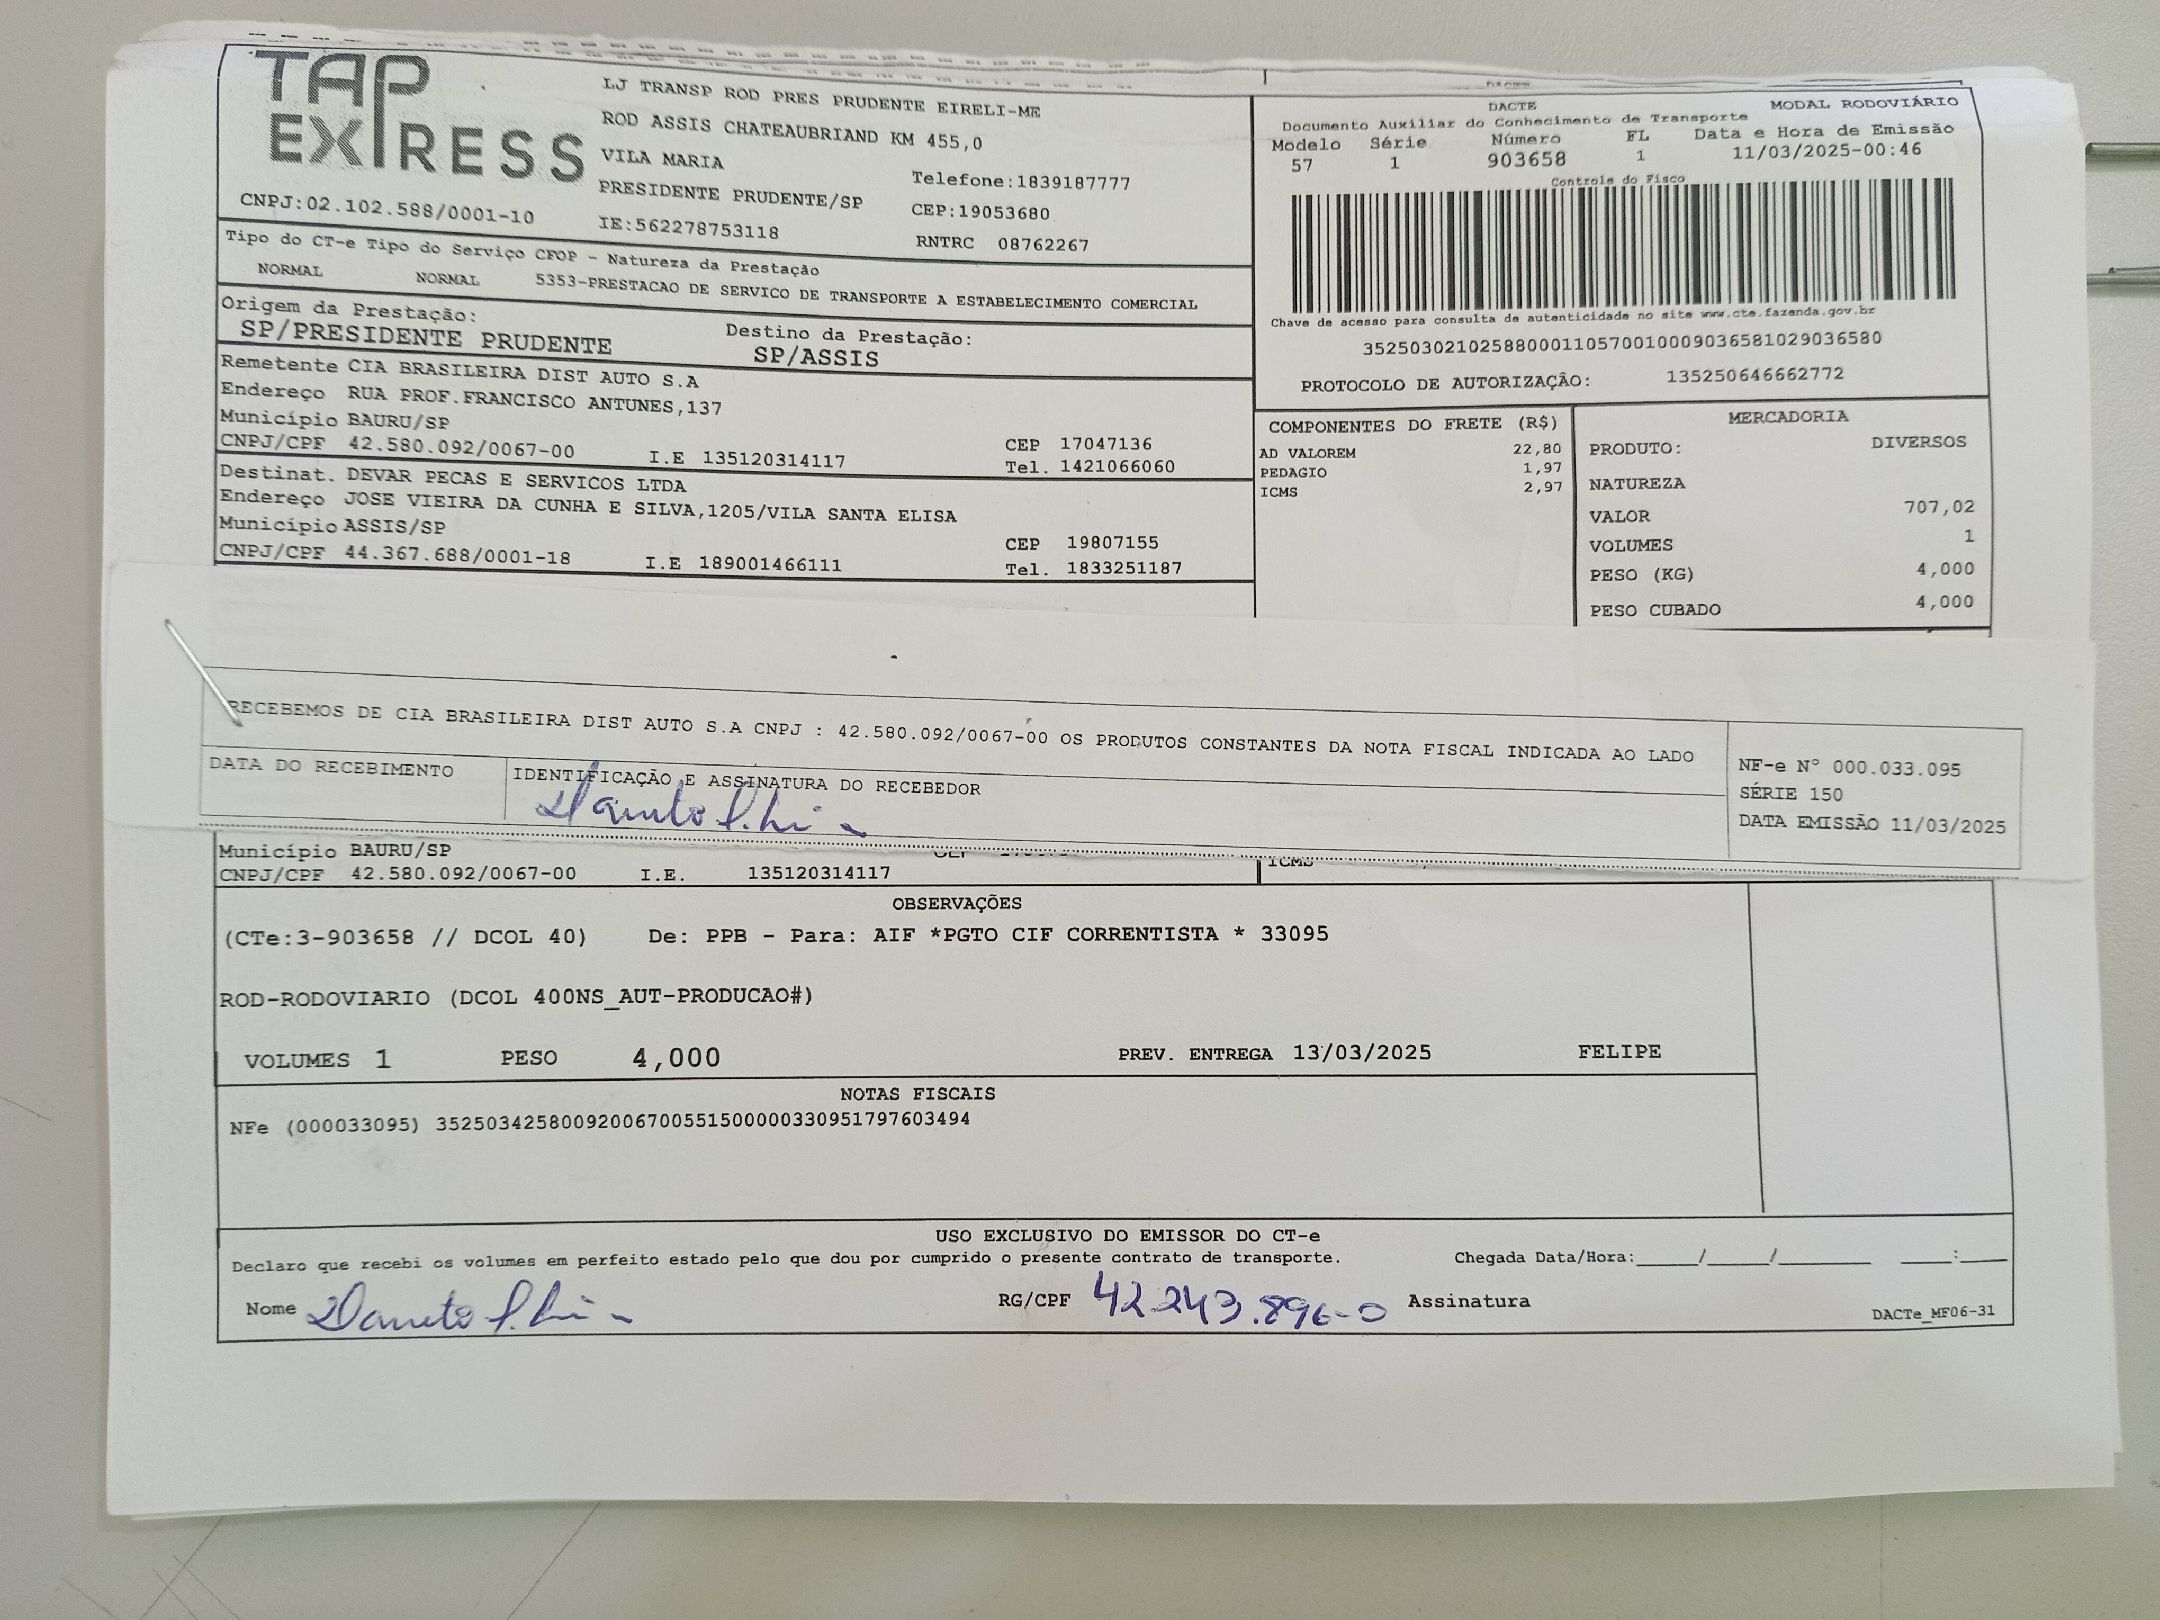 TAP EXPRESS
LJ TRANSP ROD PRES PRUDENTE EIRELI-ME
ROD ASSIS CHATEAUBRIAND KM 455,0
VILA MARIA
Telefone:1839187777
PRESIDENTE PRUDENTE/SP
CEP:19053680
CNPJ:02.102.588/0001-10
IE:562278753118
RNTRC 08762267
DACTE
MODAL RODOVIÁRIO
Documento Auxiliar do Conhecimento de Transporte
Modelo Série Número FL Data e Hora de Emissão
57 1 903658 1 11/03/2025-00:46
Controle do Fisco
Chave de acesso para consulta de autenticidade no site www.cte.fazenda.gov.br
35250302102588000110570010009036581029036580
PROTOCOLO DE AUTORIZAÇÃO: 135250646662772
Tipo do CT-e Tipo do Serviço CFOP - Natureza da Prestação
NORMAL NORMAL 5353-PRESTACAO DE SERVICO DE TRANSPORTE A ESTABELECIMENTO COMERCIAL
Origem da Prestação: Destino da Prestação:
SP/PRESIDENTE PRUDENTE SP/ASSIS
Remetente CIA BRASILEIRA DIST AUTO S.A
Endereço RUA PROF.FRANCISCO ANTUNES,137
Município BAURU/SP CEP 17047136
CNPJ/CPF 42.580.092/0067-00 I.E 135120314117 Tel. 1421066060
Destinat. DEVAR PECAS E SERVICOS LTDA
Endereço JOSE VIEIRA DA CUNHA E SILVA,1205/VILA SANTA ELISA
Município ASSIS/SP CEP 19807155
CNPJ/CPF 44.367.688/0001-18 I.E 189001466111 Tel. 1833251187
COMPONENTES DO FRETE (R$)
AD VALOREM 22,80
PEDAGIO 1,97
ICMS 2,97
MERCADORIA
PRODUTO: DIVERSOS
NATUREZA
VALOR 707,02
VOLUMES 1
PESO (KG) 4,000
PESO CUBADO 4,000
RECEBEMOS DE CIA BRASILEIRA DIST AUTO S.A CNPJ : 42.580.092/0067-00 OS PRODUTOS CONSTANTES DA NOTA FISCAL INDICADA AO LADO
DATA DO RECEBIMENTO IDENTIFICAÇÃO E ASSINATURA DO RECEBEDOR
NF-e Nº 000.033.095
SÉRIE 150
DATA EMISSÃO 11/03/2025
Município BAURU/SP
ICMS
CNPJ/CPF 42.580.092/0067-00 I.E. 135120314117
OBSERVAÇÕES
(CTe:3-903658 // DCOL 40) De: PPB - Para: AIF *PGTO CIF CORRENTISTA * 33095
ROD-RODOVIARIO (DCOL 400NS_AUT-PRODUCAO#)
VOLUMES 1 PESO 4,000 PREV. ENTREGA 13/03/2025 FELIPE
NOTAS FISCAIS
NFe (000033095) 35250342580092006700551500000330951797603494
USO EXCLUSIVO DO EMISSOR DO CT-e
Declaro que recebi os volumes em perfeito estado pelo que dou por cumprido o presente contrato de transporte. Chegada Data/Hora:_____/_____/_______ ____:____
Nome RG/CPF 42.243.896-0 Assinatura
DACTe_MF06-31